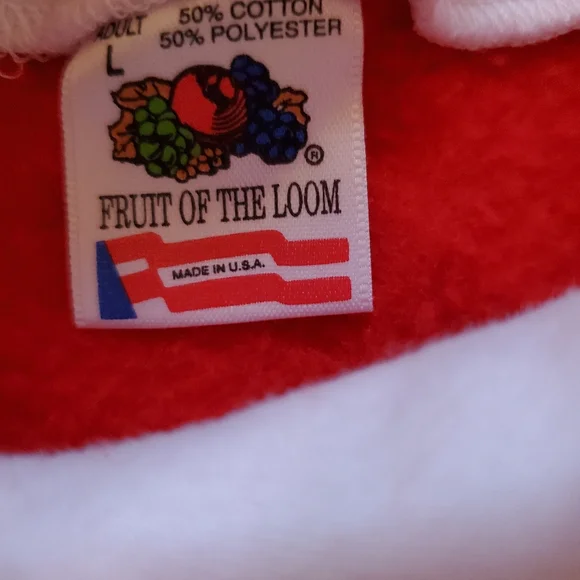 ADULT 50% COTTON
L 50% POLYESTER
®
FRUIT OF THE LOOM
MADE IN U.S.A.